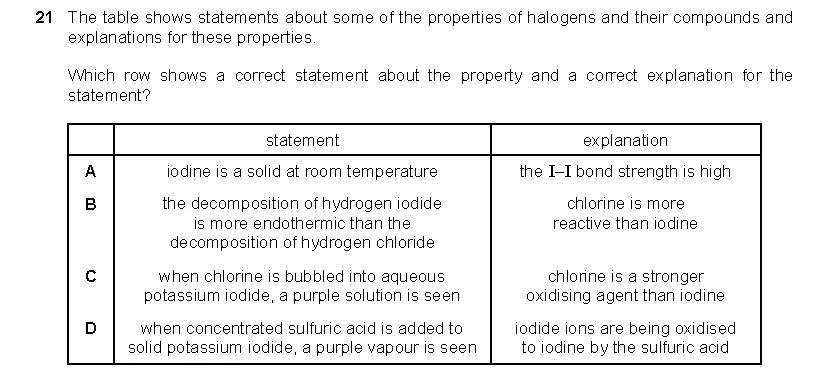 21 The table shows statements about some of the properties of halogens and their compounds and
explanations for these properties.
Which row shows a correct statement about the property and a correct explanation for the
statement?
statement explanation
A iodine is a solid at room temperature the I–I bond strength is high
B the decomposition of hydrogen iodide chlorine is more
is more endothermic than the reactive than iodine
decomposition of hydrogen chloride
C when chlorine is bubbled into aqueous chlorine is a stronger
potassium iodide, a purple solution is seen oxidising agent than iodine
D when concentrated sulfuric acid is added to iodide ions are being oxidised
solid potassium iodide, a purple vapour is seen to iodine by the sulfuric acid